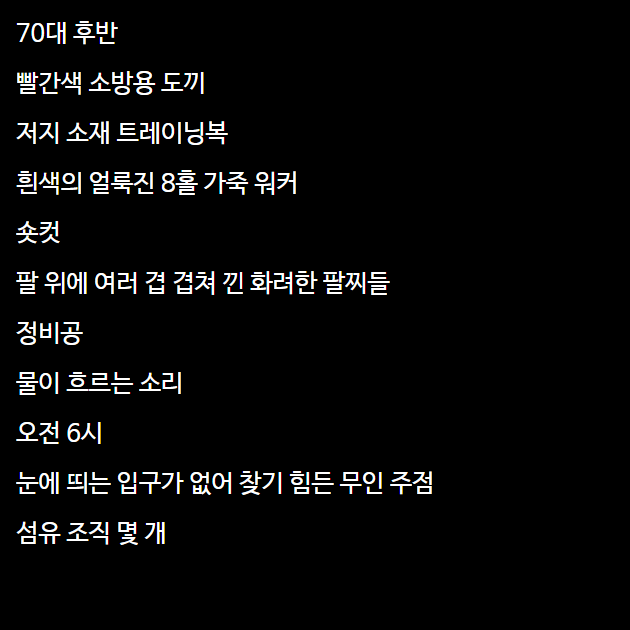 70대 후반
빨간색 소방용 도끼
저지 소재 트레이닝복
흰색의 얼룩진 8홀 가죽 워커
숏컷
팔 위에 여러 겹 겹쳐 낀 화려한 팔찌들
정비공
물이 흐르는 소리
오전 6시
눈에 띄는 입구가 없어 찾기 힘든 무인 주점
섬유 조직 몇 개